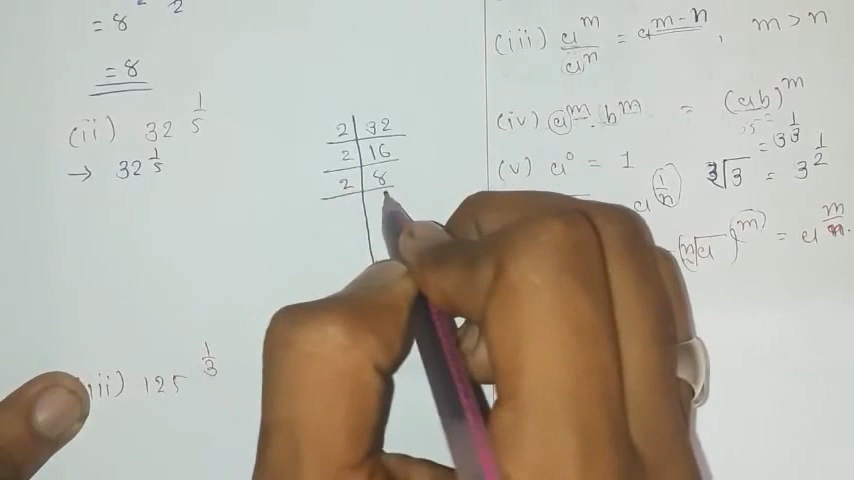 = 8
= 8
(ii) 32^(1/5)
→ 32^(1/5)
2 | 32
2 | 16
2 | 8
iii) 125^(1/3)
(iii) a^m / a^n = a^(m-n), m > n
(iv) a^m . b^m = (ab)^m
= 3^(1/3)
(v) a^0 = 1
∛3 = 3^(1/2)
a^(1/n)
(ⁿ√a)^m = a^(m/n).